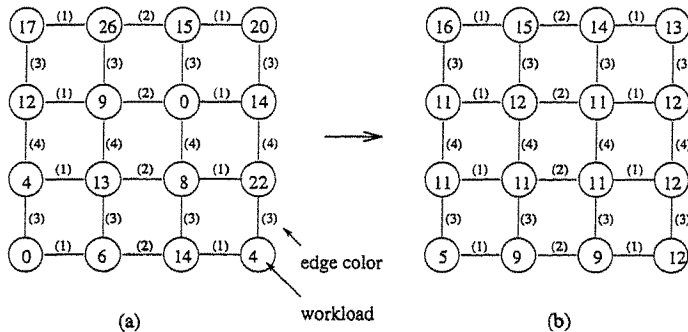 17 (1) 26 (2) 15 (1) 20
(3) (3) (3) (3)
12 (1) 9 (2) 0 (1) 14
(4) (4) (4) (4)
4 (1) 13 (2) 8 (1) 22
(3) (3) (3) (3)
0 (1) 6 (2) 14 (1) 4
edge color
workload
(a)
16 (1) 15 (2) 14 (1) 13
(3) (3) (3) (3)
11 (1) 12 (2) 11 (1) 12
(4) (4) (4) (4)
11 (1) 11 (2) 11 (1) 12
(3) (3) (3) (3)
5 (1) 9 (2) 9 (1) 12
(b)